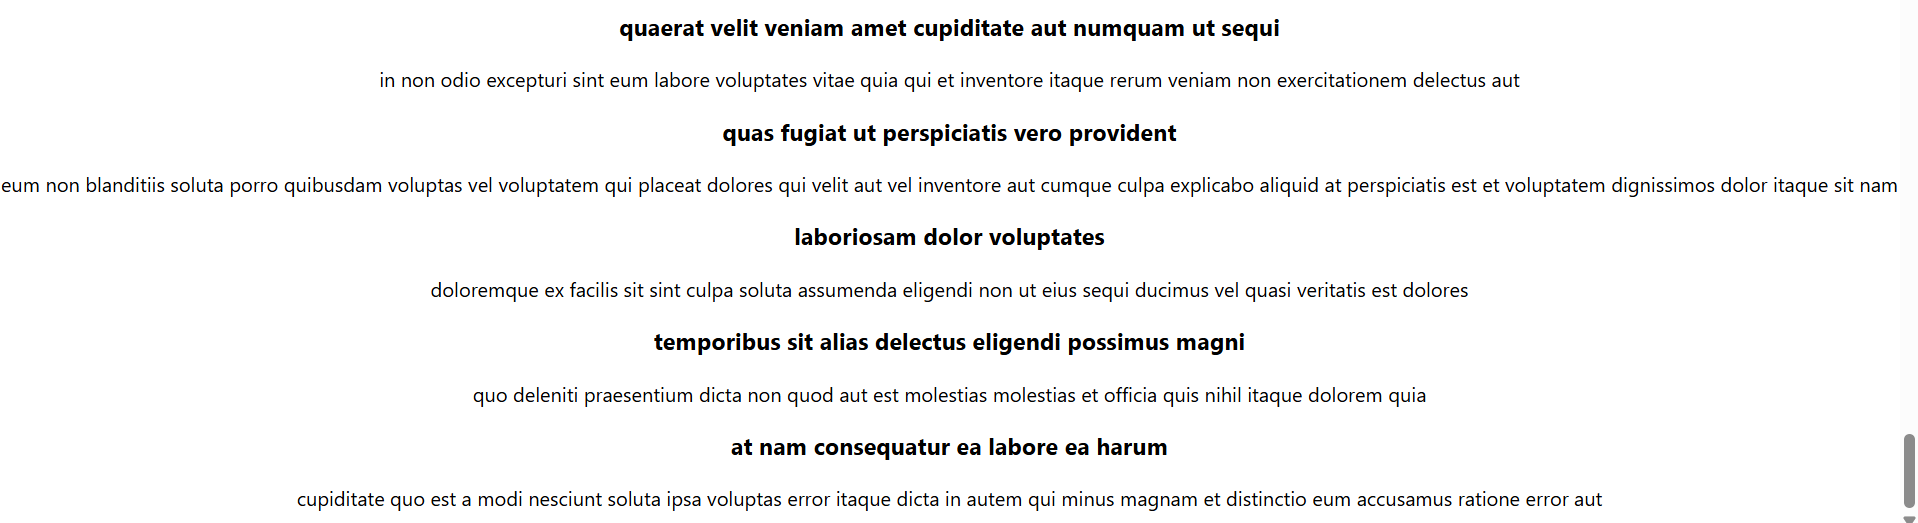 quaerat velit veniam amet cupiditate aut numquam ut sequi
in non odio excepturi sint eum labore voluptates vitae quia qui et inventore itaque rerum veniam non exercitationem delectus aut
quas fugiat ut perspiciatis vero provident
eum non blanditiis soluta porro quibusdam voluptas vel voluptatem qui placeat dolores qui velit aut vel inventore aut cumque culpa explicabo aliquid at perspiciatis est et voluptatem dignissimos dolor itaque sit nam
laboriosam dolor voluptates
doloremque ex facilis sit sint culpa soluta assumenda eligendi non ut eius sequi ducimus vel quasi veritatis est dolores
temporibus sit alias delectus eligendi possimus magni
quo deleniti praesentium dicta non quod aut est molestias molestias et officia quis nihil itaque dolorem quia
at nam consequatur ea labore ea harum
cupiditate quo est a modi nesciunt soluta ipsa voluptas error itaque dicta in autem qui minus magnam et distinctio eum accusamus ratione error aut